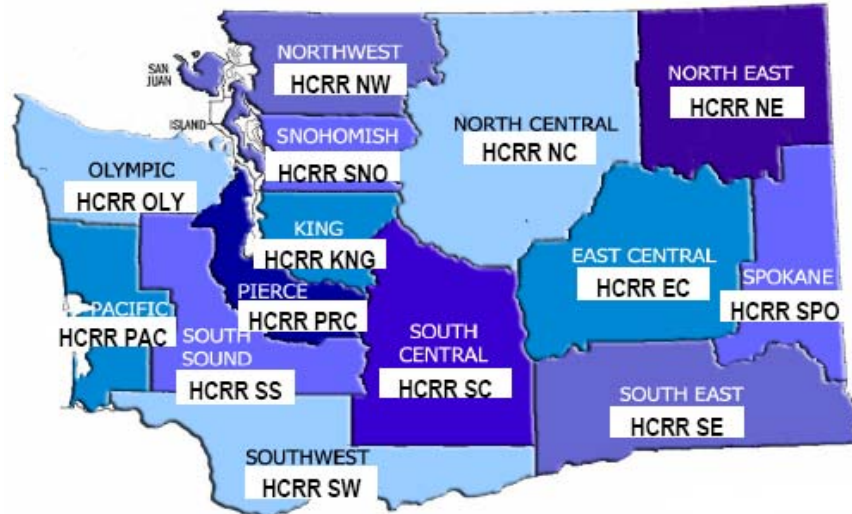 NORTHWEST
HCRR NW
SAN
JUAN
ISLAND
NORTH EAST
HCRR NE
SNOHOMISH
HCRR SNO
NORTH CENTRAL
HCRR NC
OLYMPIC
HCRR OLY
KING
HCRR KNG
EAST CENTRAL
HCRR EC
SPOKANE
HCRR SPO
PIERCE
HCRR PRC
PACIFIC
HCRR PAC
SOUTH
SOUND
HCRR SS
SOUTH
CENTRAL
HCRR SC
SOUTH EAST
HCRR SE
SOUTHWEST
HCRR SW